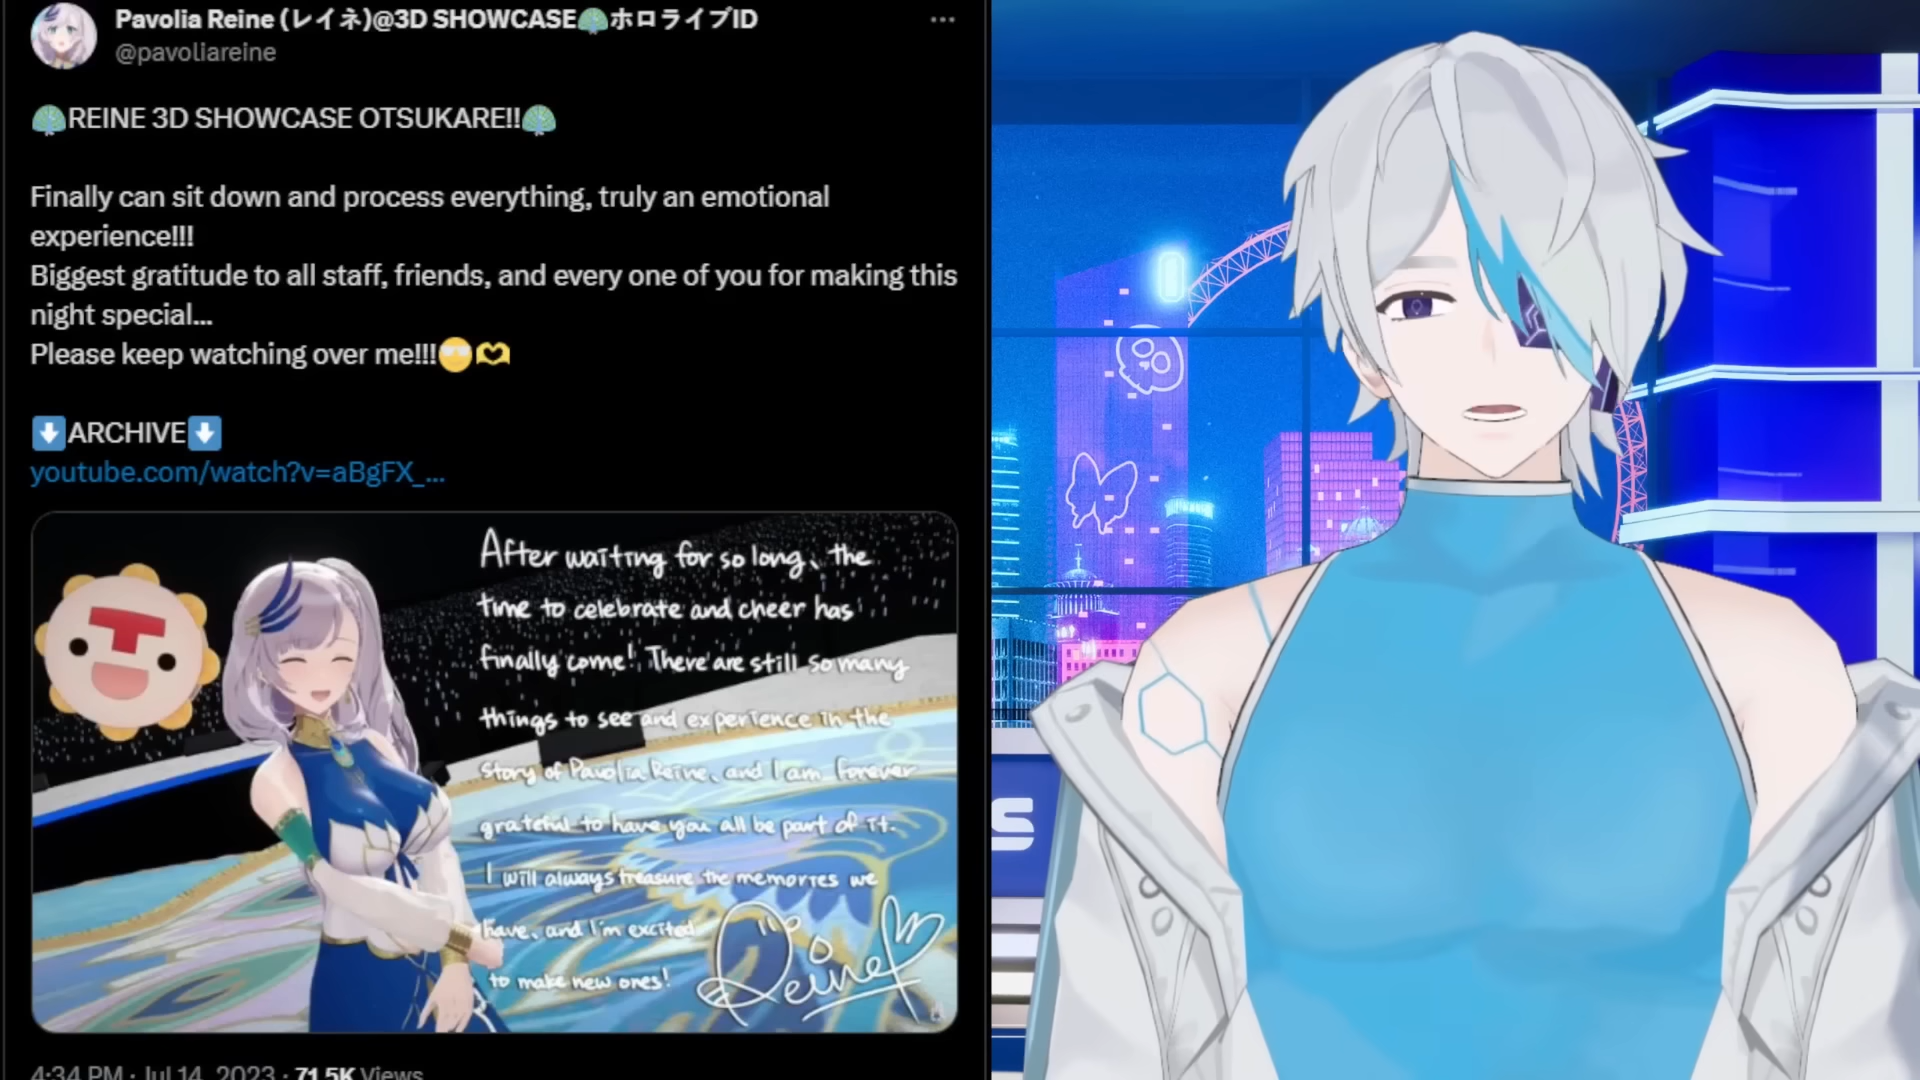 Pavolia Reine (レイネ)@3D SHOWCASE🦚ホロライブID
@pavoliareine
REINE 3D SHOWCASE OTSUKARE!!
Finally can sit down and process everything, truly an emotional
experience!!!
Biggest gratitude to all staff, friends, and every one of you for making this
night special...
Please keep watching over me!!!
⬇️ARCHIVE⬇️
youtube.com/watch?v=aBgFX_...
After waiting for so long, the
time to celebrate and cheer has
finally come! There are still so many
things to see and experience in the
story of Pavolia Reine, and I am forever
grateful to have you all be part of it.
I will always treasure the memories we
have, and I'm excited
to make new ones!
Reine
4:34 PM · Jul 14, 2023 · 71.5K Views